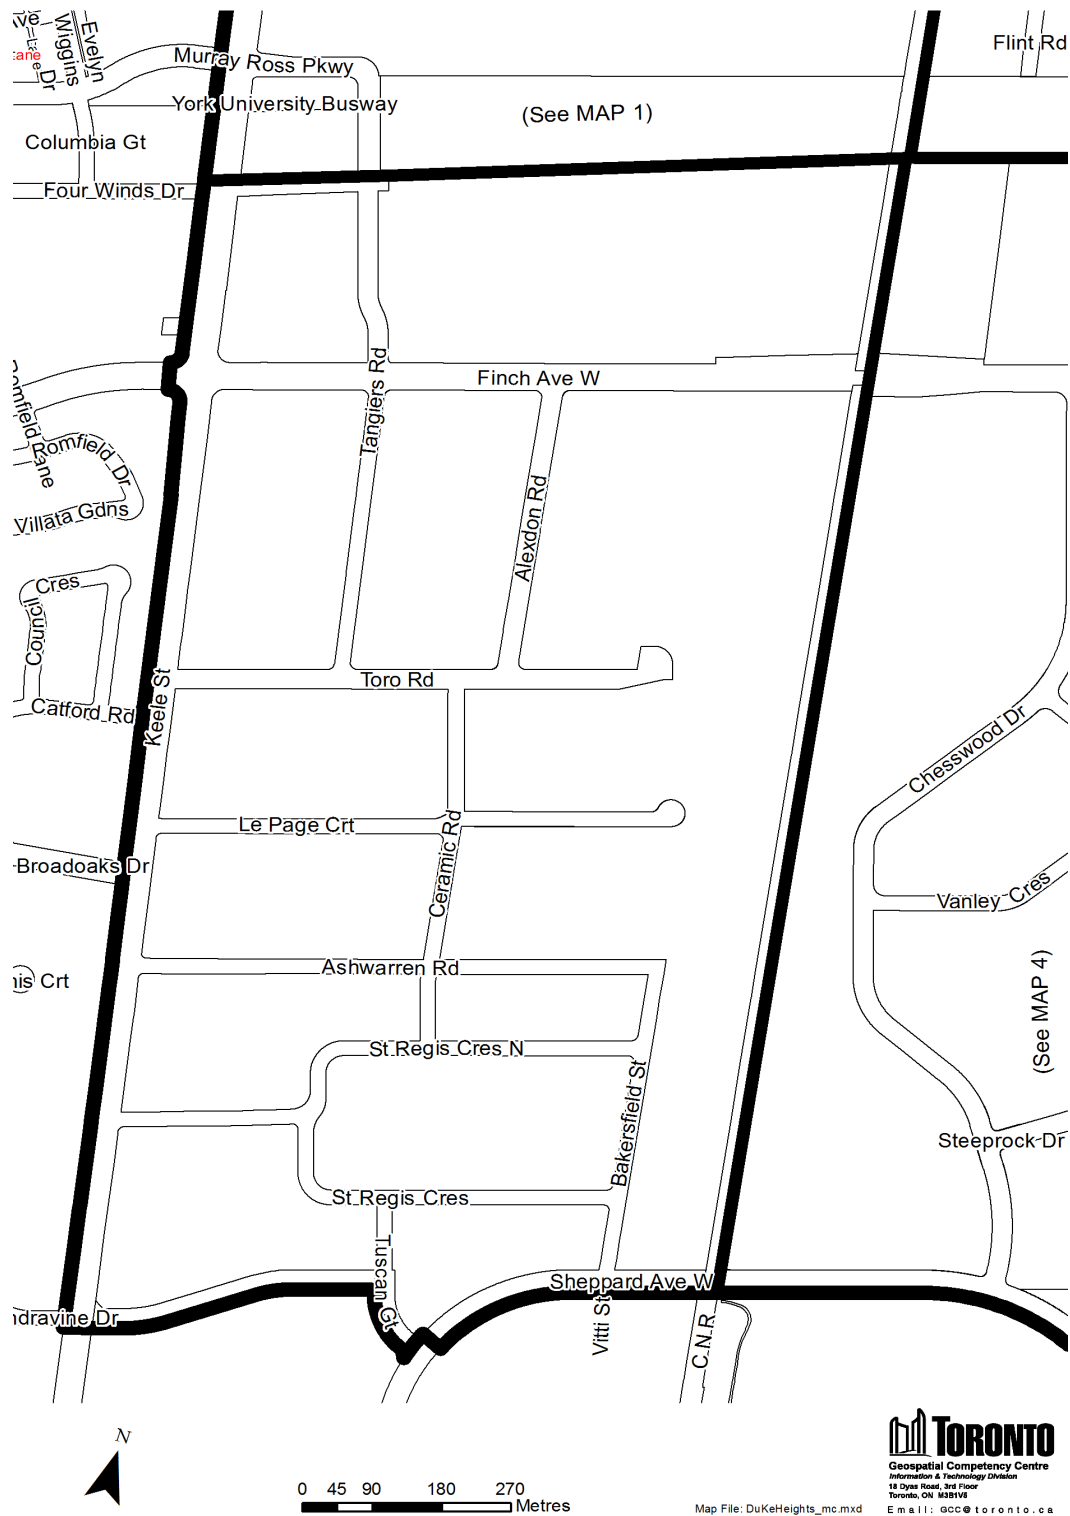 Ave
Wiggins
Evelyn
Dr
Flint Rd
Murray Ross Pkwy
York University Busway
(See MAP 1)
Columbia Gt
Four Winds Dr
Tangiers Rd
Finch Ave W
Romfield Dr
Villata Gdns
Alexdon Rd
Cres
Council
Keele St
Toro Rd
Catford Rd
Chesswood Dr
Le Page Crt
Ceramic Rd
Broadoaks Dr
Vanley Cres
Ashwarren Rd
Crt
(See MAP 4)
St Regis Cres N
Bakersfield St
Steeprock Dr
St Regis Cres
Tuscan Gt
Sheppard Ave W
ndravine Dr
Vitti St
C N R
N
0 45 90 180 270
Metres
TORONTO
Geospatial Competency Centre
Information & Technology Division
18 Dyas Road, 3rd Floor
Toronto, ON M3B1V5
Email: GCC@toronto.ca
Map File: DuKeHeights_mc.mxd